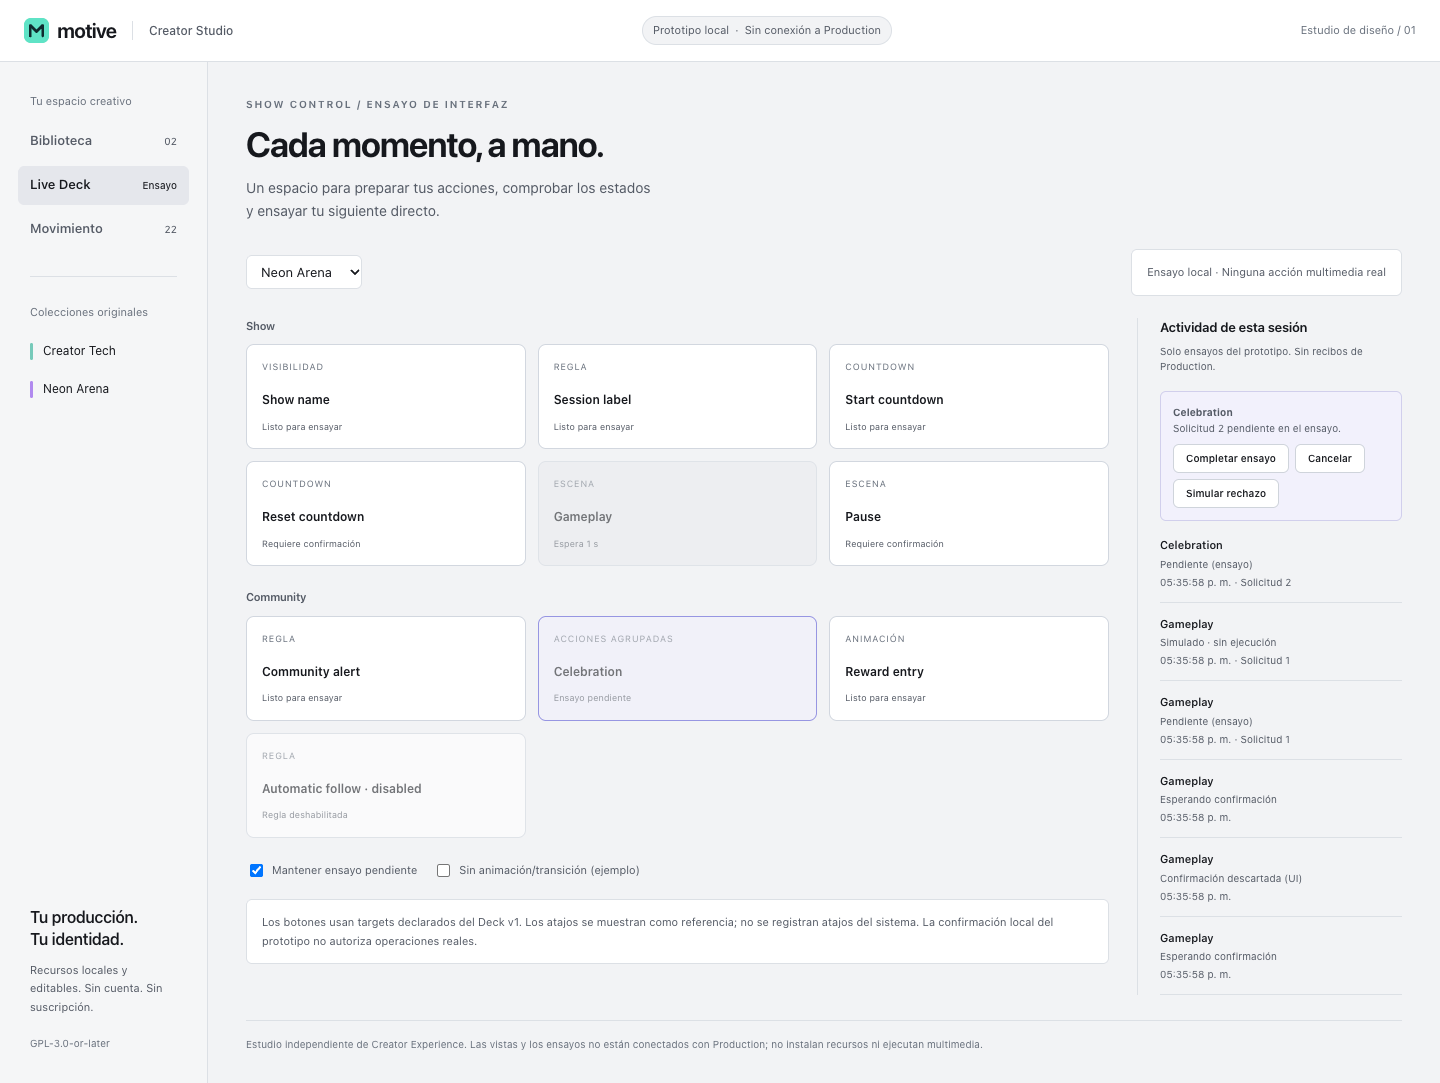 motive
Creator Studio
Prototipo local · Sin conexión a Production
Estudio de diseño / 01
Tu espacio creativo
Biblioteca 02
Live Deck Ensayo
Movimiento 22
Colecciones originales
Creator Tech
Neon Arena
Tu producción.
Tu identidad.
Recursos locales y
editables. Sin cuenta. Sin
suscripción.
GPL-3.0-or-later
SHOW CONTROL / ENSAYO DE INTERFAZ
Cada momento, a mano.
Un espacio para preparar tus acciones, comprobar los estados
y ensayar tu siguiente directo.
Neon Arena
Ensayo local · Ninguna acción multimedia real
Show
VISIBILIDAD
Show name
Listo para ensayar
REGLA
Session label
Listo para ensayar
COUNTDOWN
Start countdown
Listo para ensayar
COUNTDOWN
Reset countdown
Requiere confirmación
ESCENA
Gameplay
Espera 1 s
ESCENA
Pause
Requiere confirmación
Community
REGLA
Community alert
Listo para ensayar
ACCIONES AGRUPADAS
Celebration
Ensayo pendiente
ANIMACIÓN
Reward entry
Listo para ensayar
REGLA
Automatic follow · disabled
Regla deshabilitada
Mantener ensayo pendiente
Sin animación/transición (ejemplo)
Los botones usan targets declarados del Deck v1. Los atajos se muestran como referencia; no se registran atajos del sistema. La confirmación local del
prototipo no autoriza operaciones reales.
Actividad de esta sesión
Solo ensayos del prototipo. Sin recibos de
Production.
Celebration
Solicitud 2 pendiente en el ensayo.
Completar ensayo
Cancelar
Simular rechazo
Celebration
Pendiente (ensayo)
05:35:58 p. m. · Solicitud 2
Gameplay
Simulado · sin ejecución
05:35:58 p. m. · Solicitud 1
Gameplay
Pendiente (ensayo)
05:35:58 p. m. · Solicitud 1
Gameplay
Esperando confirmación
05:35:58 p. m.
Gameplay
Confirmación descartada (UI)
05:35:58 p. m.
Gameplay
Esperando confirmación
05:35:58 p. m.
Estudio independiente de Creator Experience. Las vistas y los ensayos no están conectados con Production; no instalan recursos ni ejecutan multimedia.